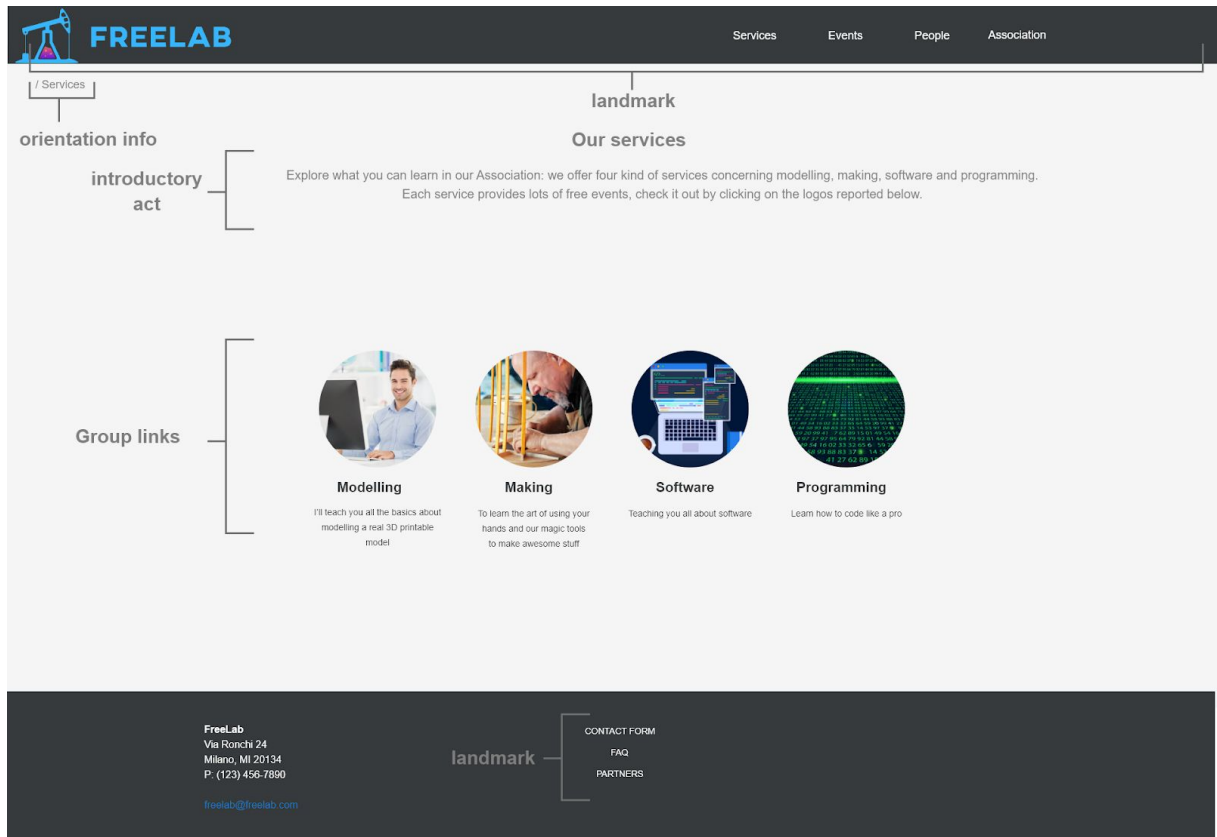 FREELAB
Services
Events
People
Association
/ Services
landmark
orientation info
Our services
introductory
act
Explore what you can learn in our Association: we offer four kind of services concerning modelling, making, software and programming.
Each service provides lots of free events, check it out by clicking on the logos reported below.
Group links
Modelling
I'll teach you all the basics about
modelling a real 3D printable
model
Making
To learn the art of using your
hands and our magic tools
to make awesome stuff
Software
Teaching you all about software
Programming
Learn how to code like a pro
FreeLab
Via Ronchi 24
Milano, MI 20134
P: (123) 456-7890
freelab@freelab.com
landmark
CONTACT FORM
FAQ
PARTNERS